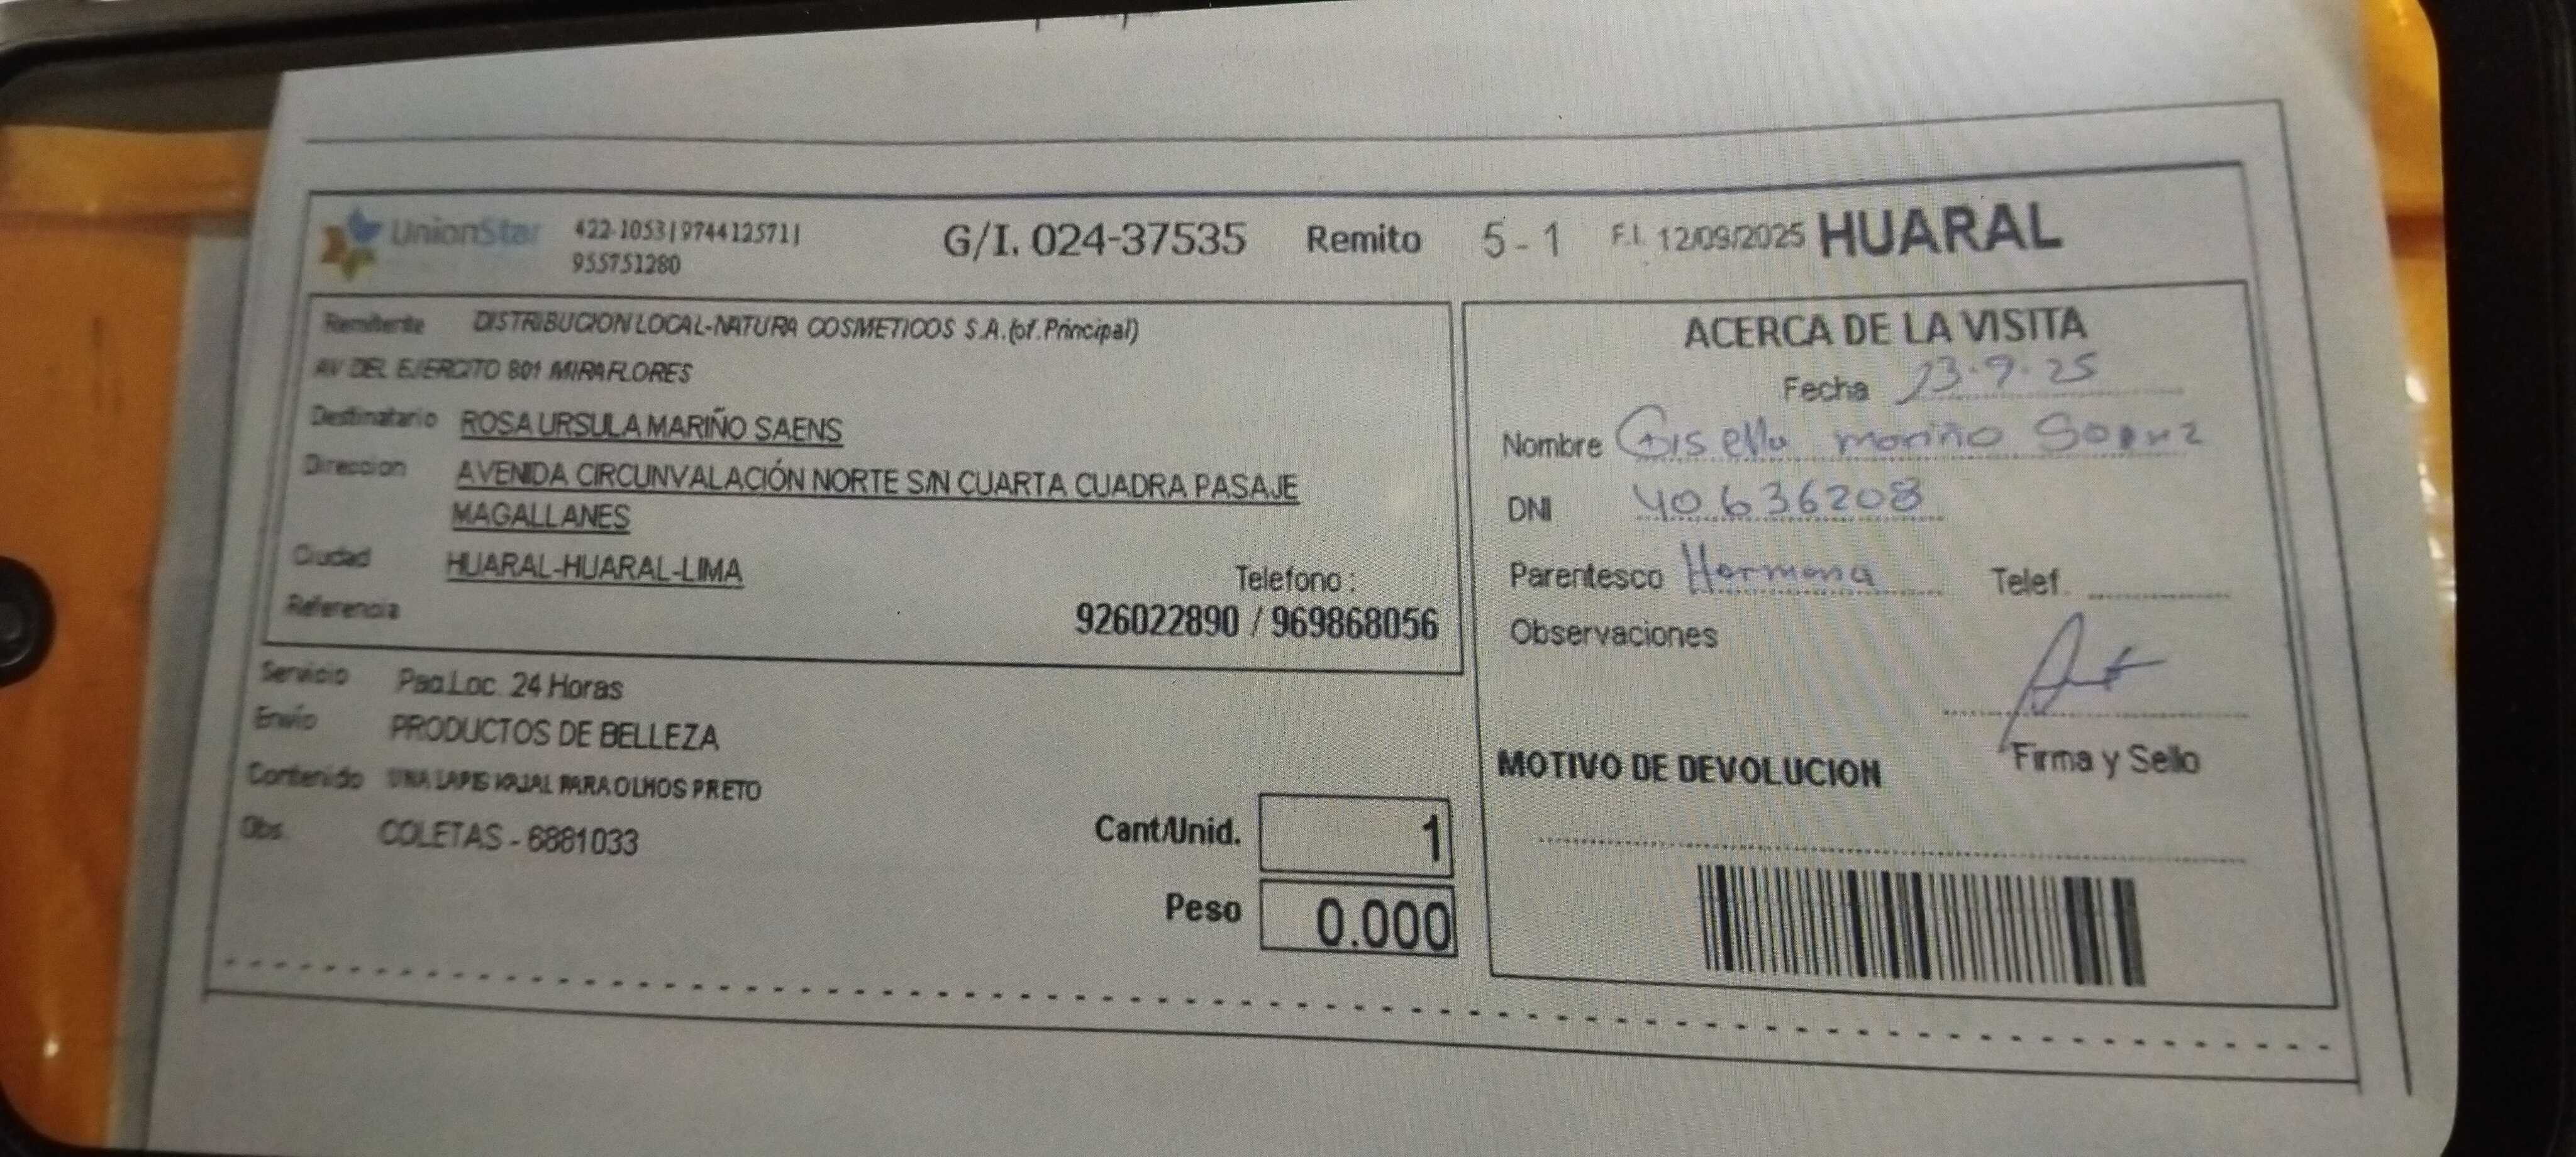 UnionStar
422-1053|974412571|
955751280
G/I. 024-37535 Remito 5 - 1 F.I. 12/09/2025 HUARAL
Remitente DISTRIBUCION LOCAL-NATURA COSMETICOS S.A.(of.Principal)
AV DEL EJERCITO 801 MIRAFLORES
Destinatario ROSA URSULA MARIÑO SAENS
Direccion AVENIDA CIRCUNVALACIÓN NORTE S/N CUARTA CUADRA PASAJE
MAGALLANES
Ciudad HUARAL-HUARAL-LIMA
Telefono :
Referencia
926022890 / 969868056
Servicio Paq.Loc. 24 Horas
Envio PRODUCTOS DE BELLEZA
Contenido UNA LAPIS KAJAL PARA OLHOS PRETO
Obs. COLETAS - 6881033
Cant/Unid. 1
Peso 0.000
ACERCA DE LA VISITA
Fecha 13.9.25
Nombre Gisella mariño
DNI 40636208
Parentesco Hermana Telef.
Observaciones
Firma y Sello
MOTIVO DE DEVOLUCION